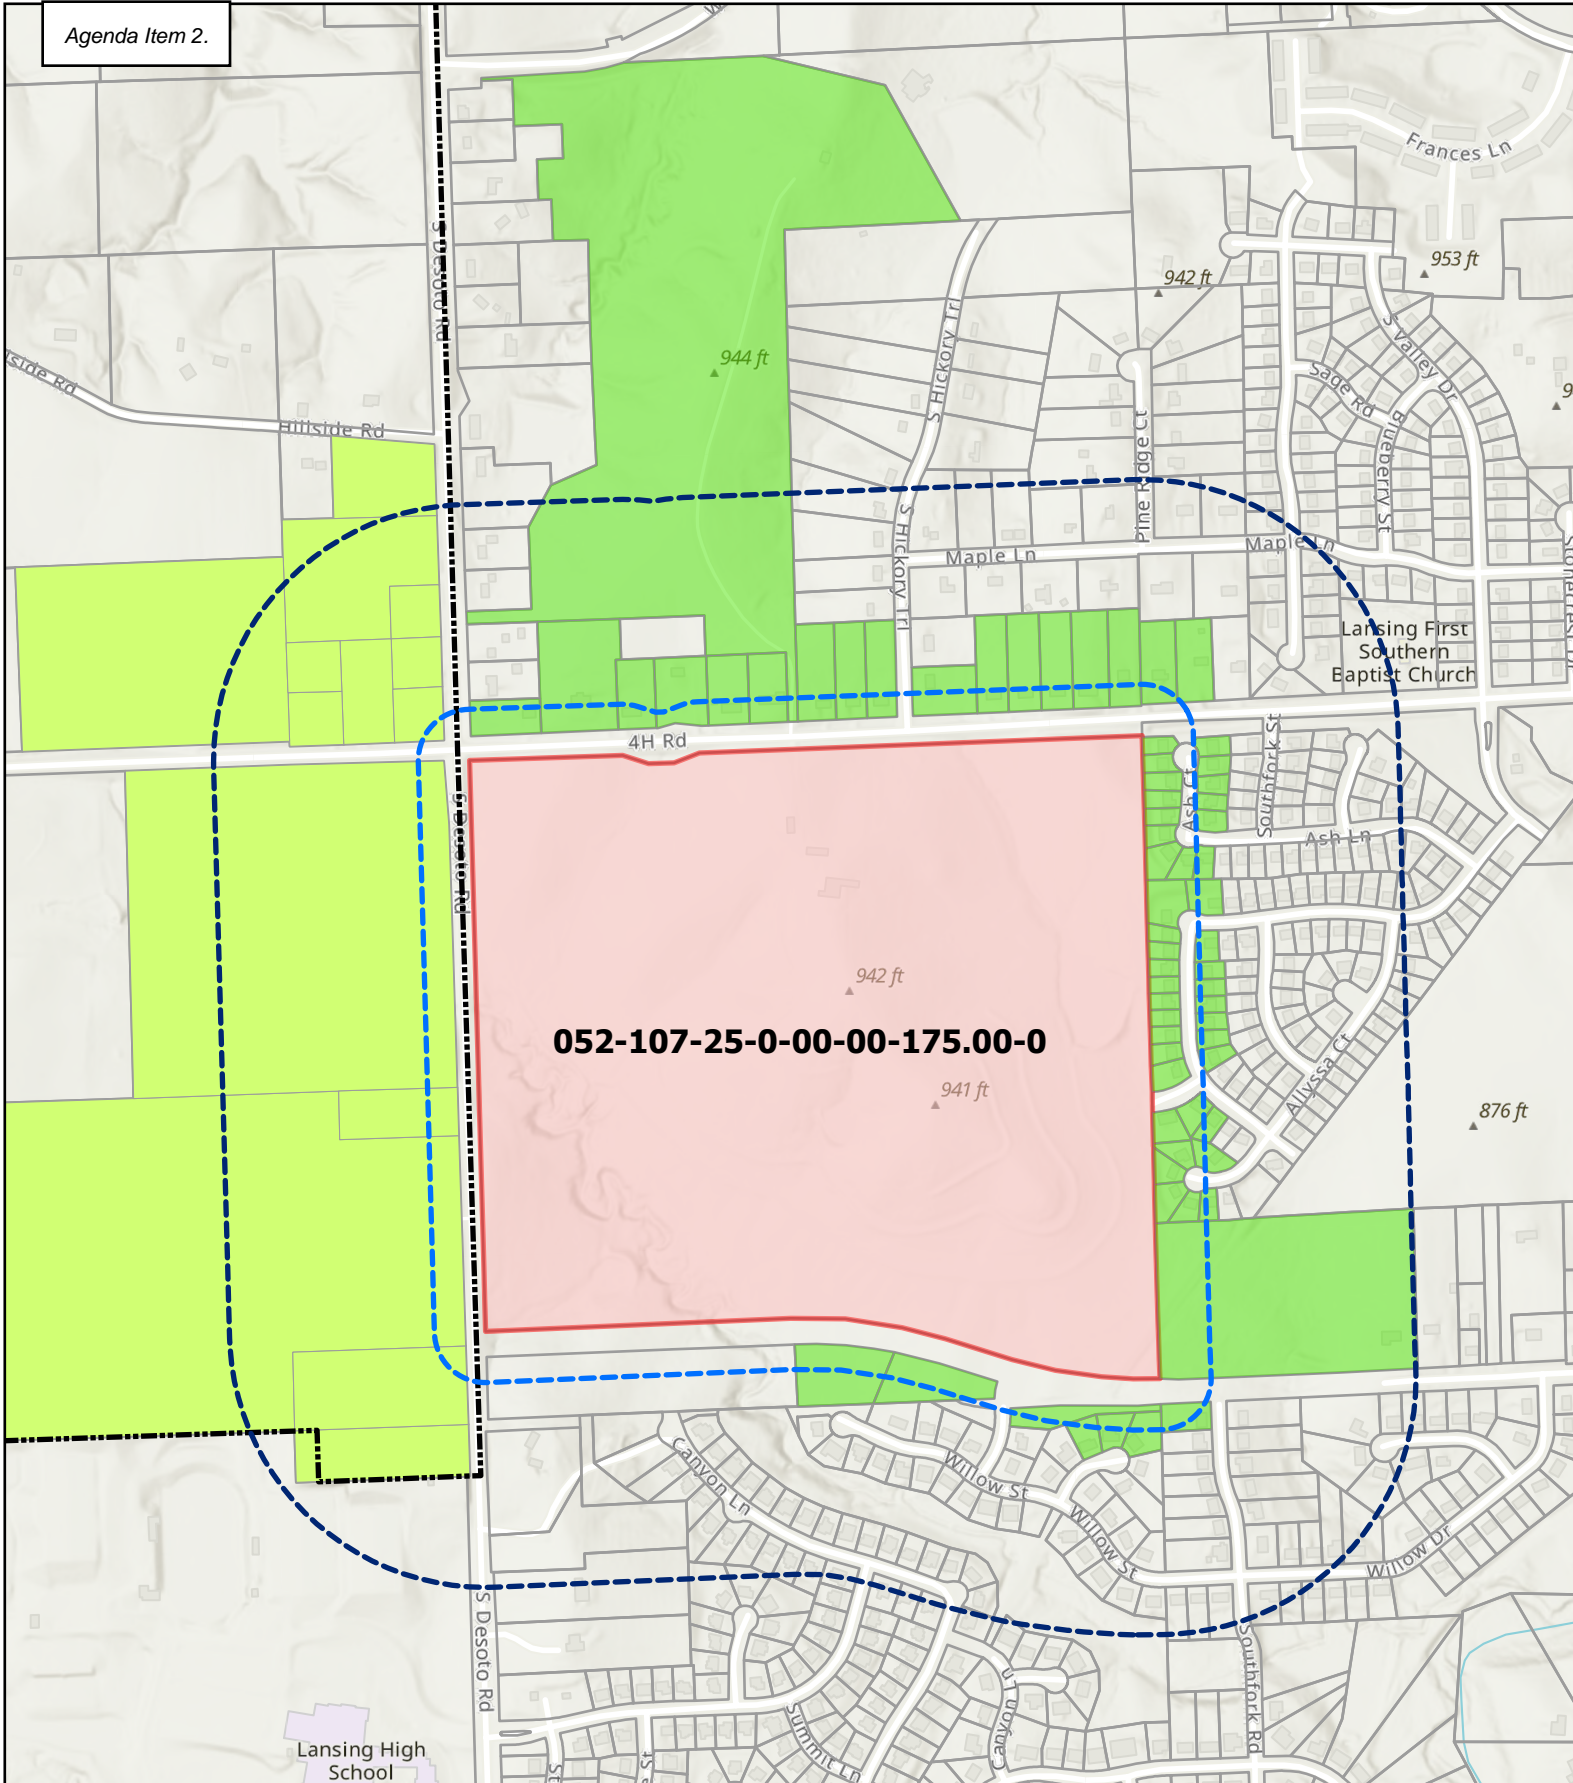 Agenda Item 2.
Frances Ln
953 ft
942 ft
S Desoto Rd
S Valley Dr
944 ft
S Hickory Trl
Sage Rd
Blueberry St
Hillside Rd
Pine Ridge Ct
S Hickory Trl
Maple Ln
Maple Ln
Lansing First
Southern
Baptist Church
4H Rd
Southfork St
Ash Ct
Ash Ln
S Desoto Rd
942 ft
052-107-25-0-00-00-175.00-0
941 ft
Allyssa Ct
876 ft
Canyon Ln
Willow St
Willow St
Willow Dr
S Desoto Rd
Southfork Rd
Canyon Ln
Summit Ln
Lansing High
School